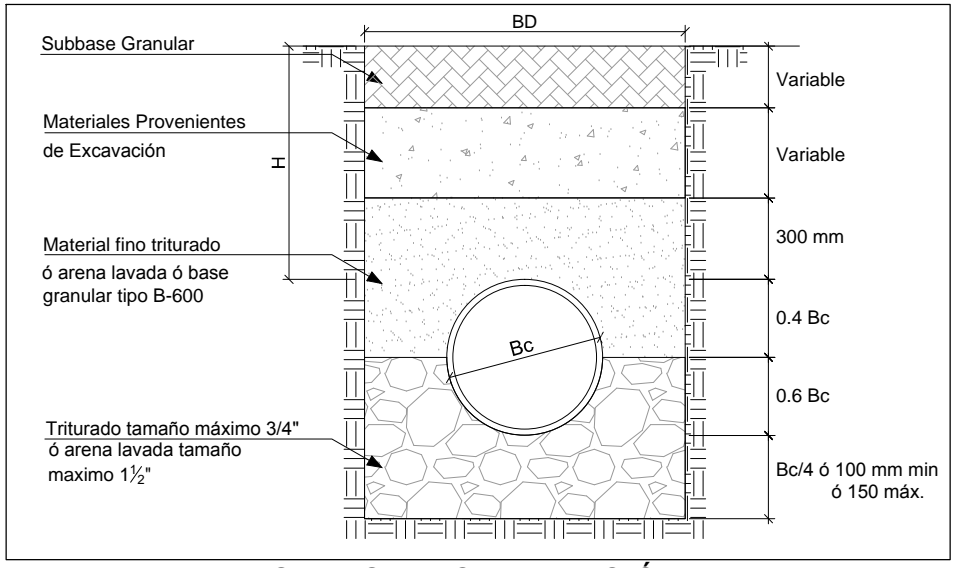 BD
Subbase Granular
Variable
Materiales Provenientes
de Excavación
H
Variable
300 mm
Material fino triturado
ó arena lavada ó base
granular tipo B-600
0.4 Bc
Bc
0.6 Bc
Triturado tamaño máximo 3/4"
ó arena lavada tamaño
maximo 1½"
Bc/4 ó 100 mm min
ó 150 máx.